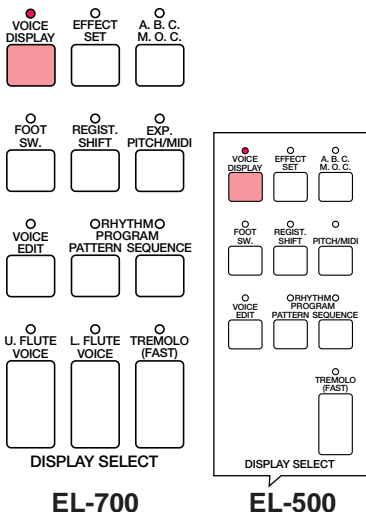 VOICE DISPLAY
EFFECT SET
A. B. C. M. O. C.
FOOT SW.
REGIST. SHIFT
EXP. PITCH/MIDI
VOICE EDIT
RHYTHM PROGRAM
PATTERN SEQUENCE
U. FLUTE VOICE
L. FLUTE VOICE
TREMOLO (FAST)
DISPLAY SELECT
EL-700
VOICE DISPLAY
EFFECT SET
A. B. C. M. O. C.
FOOT SW.
REGIST. SHIFT
PITCH/MIDI
VOICE EDIT
RHYTHM PROGRAM
PATTERN SEQUENCE
TREMOLO (FAST)
DISPLAY SELECT
EL-500